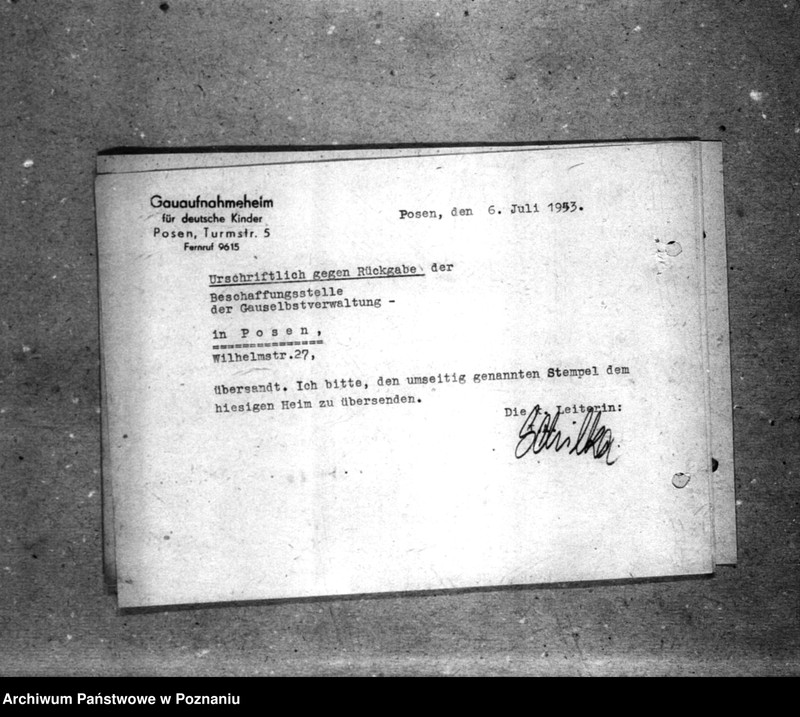 Gauaufnahmeheim
für deutsche Kinder
Posen, Turmstr. 5
Fernruf 9615
Posen, den 6. Juli 1953.
Urschriftlich gegen Rückgabe der
Beschaffungsstelle
der Gauselbstverwaltung -
in P o s e n ,
===============
Wilhelmstr.27,
übersandt. Ich bitte, den umseitig genannten Stempel dem
hiesigen Heim zu übersenden.
Die Leiterin:
Archiwum Państwowe w Poznaniu